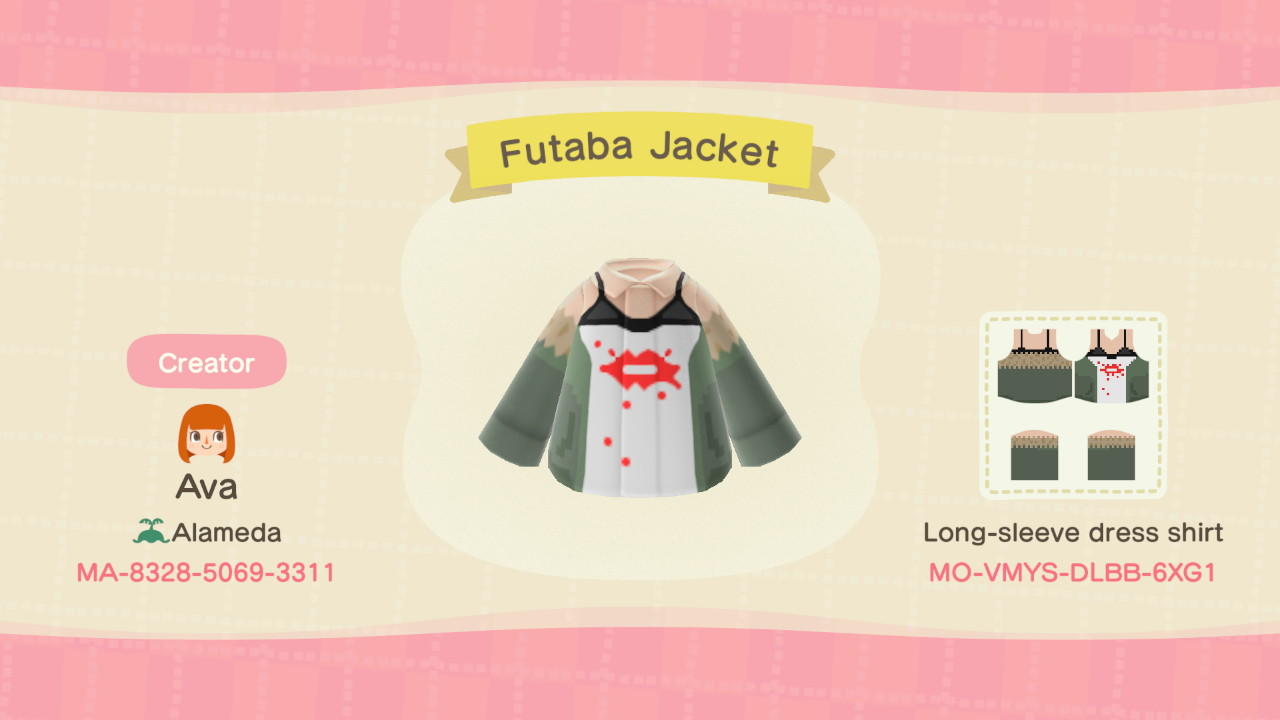 Futaba Jacket
Creator
Ava
Alameda
MA-8328-5069-3311
Long-sleeve dress shirt
MO-VMYS-DLBB-6XG1